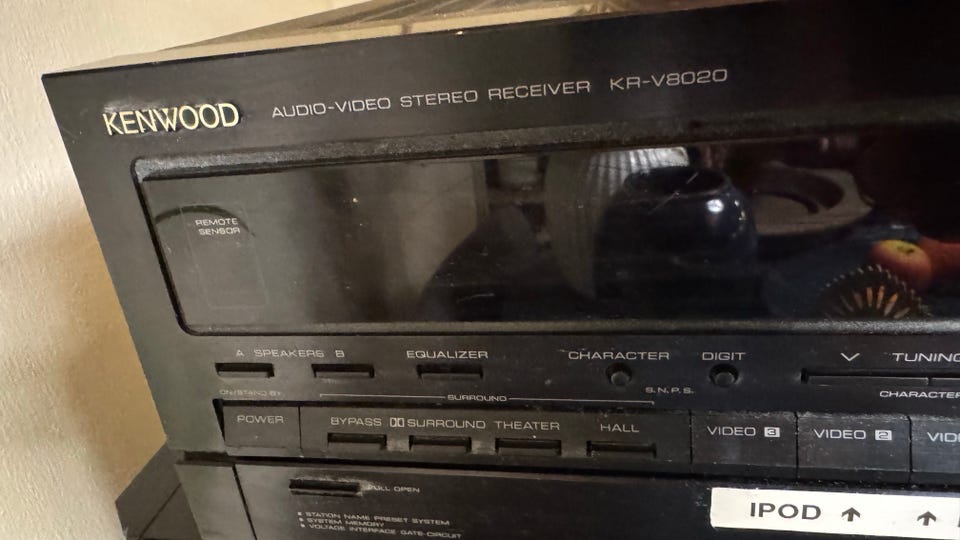 KENWOOD AUDIO-VIDEO STEREO RECEIVER KR-V8020
REMOTE
SENSOR
A SPEAKERS B EQUALIZER CHARACTER DIGIT TUNING
S.N.P.S. CHARACTER
ON/STAND BY SURROUND
POWER BYPASS SURROUND THEATER HALL VIDEO 3 VIDEO 2
PULL OPEN
STATION NAME PRESET SYSTEM
SYSTEM MEMORY
VOLTAGE INTERFACE GATE-CIRCUIT
IPOD ↑ ↑